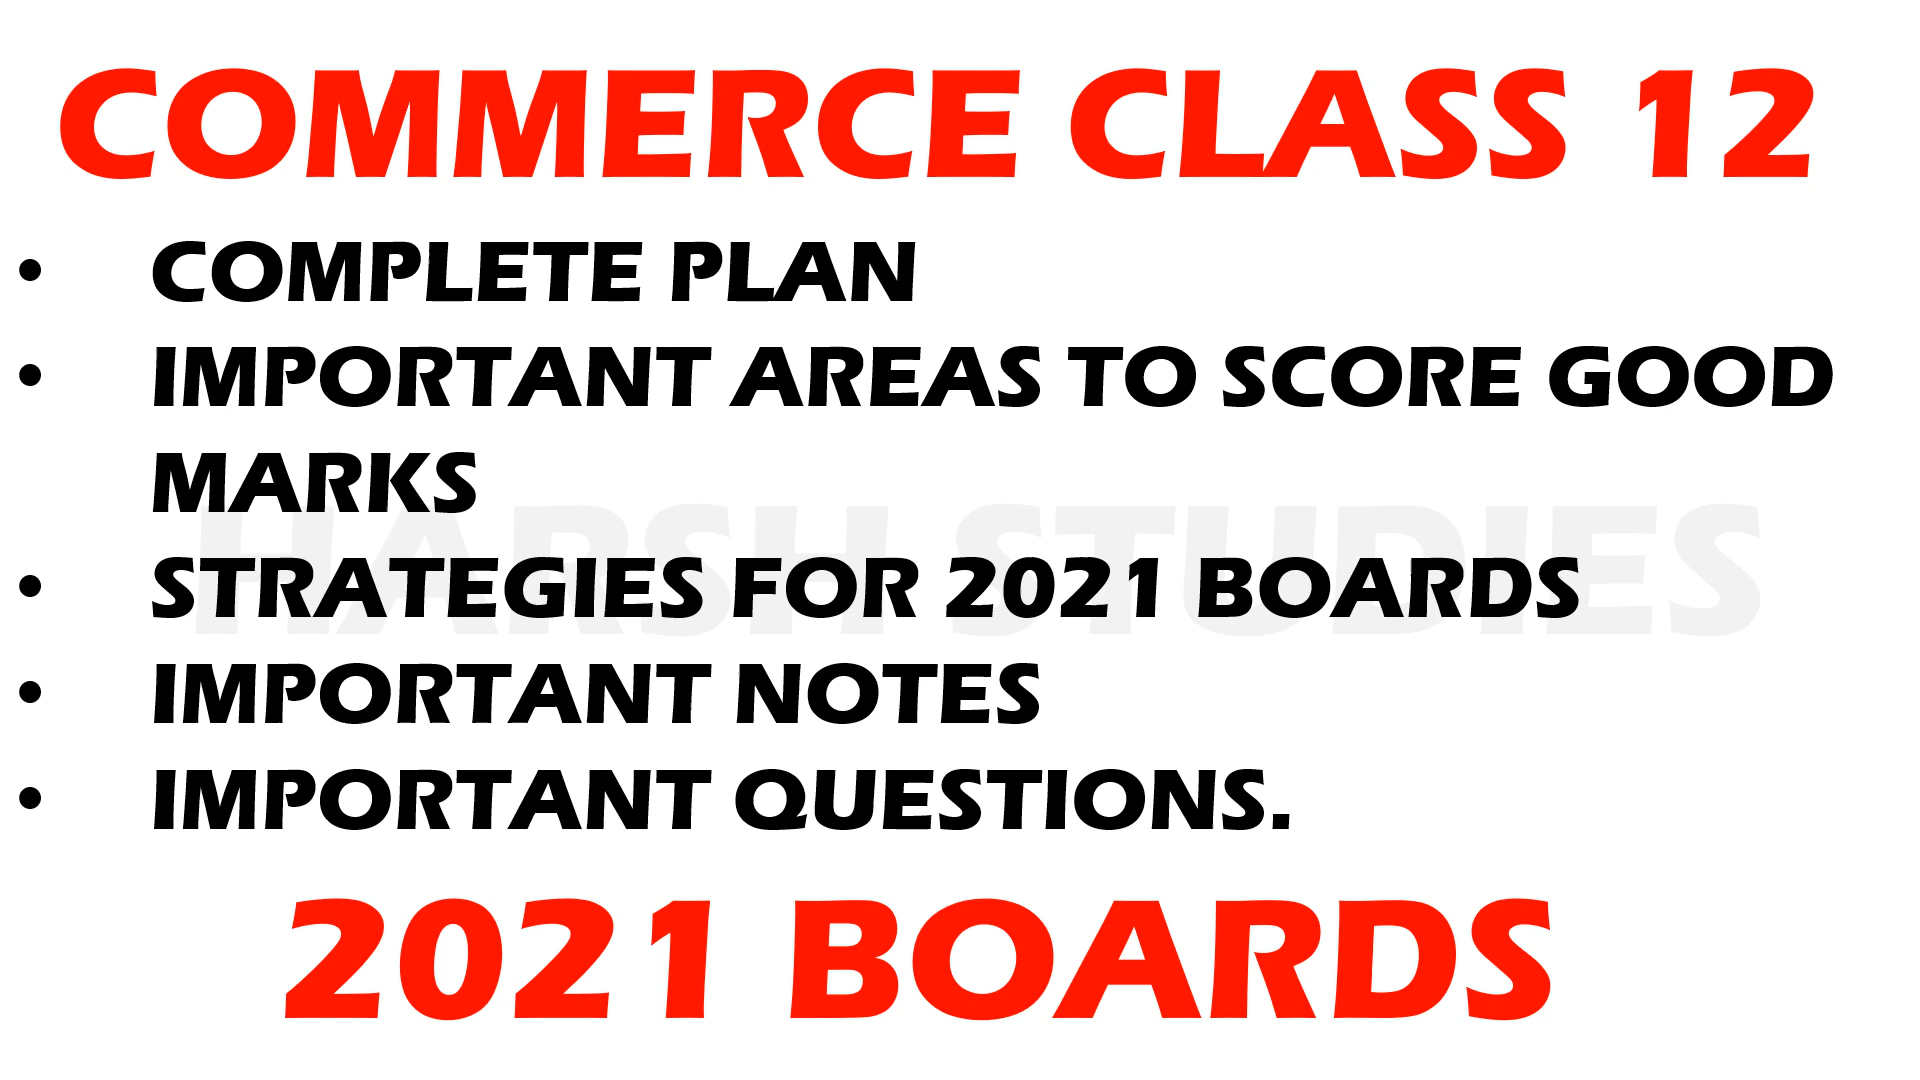 COMMERCE CLASS 12
• COMPLETE PLAN
• IMPORTANT AREAS TO SCORE GOOD
MARKS
HARSH STUDIES
• STRATEGIES FOR 2021 BOARDS
• IMPORTANT NOTES
• IMPORTANT QUESTIONS.
2021 BOARDS